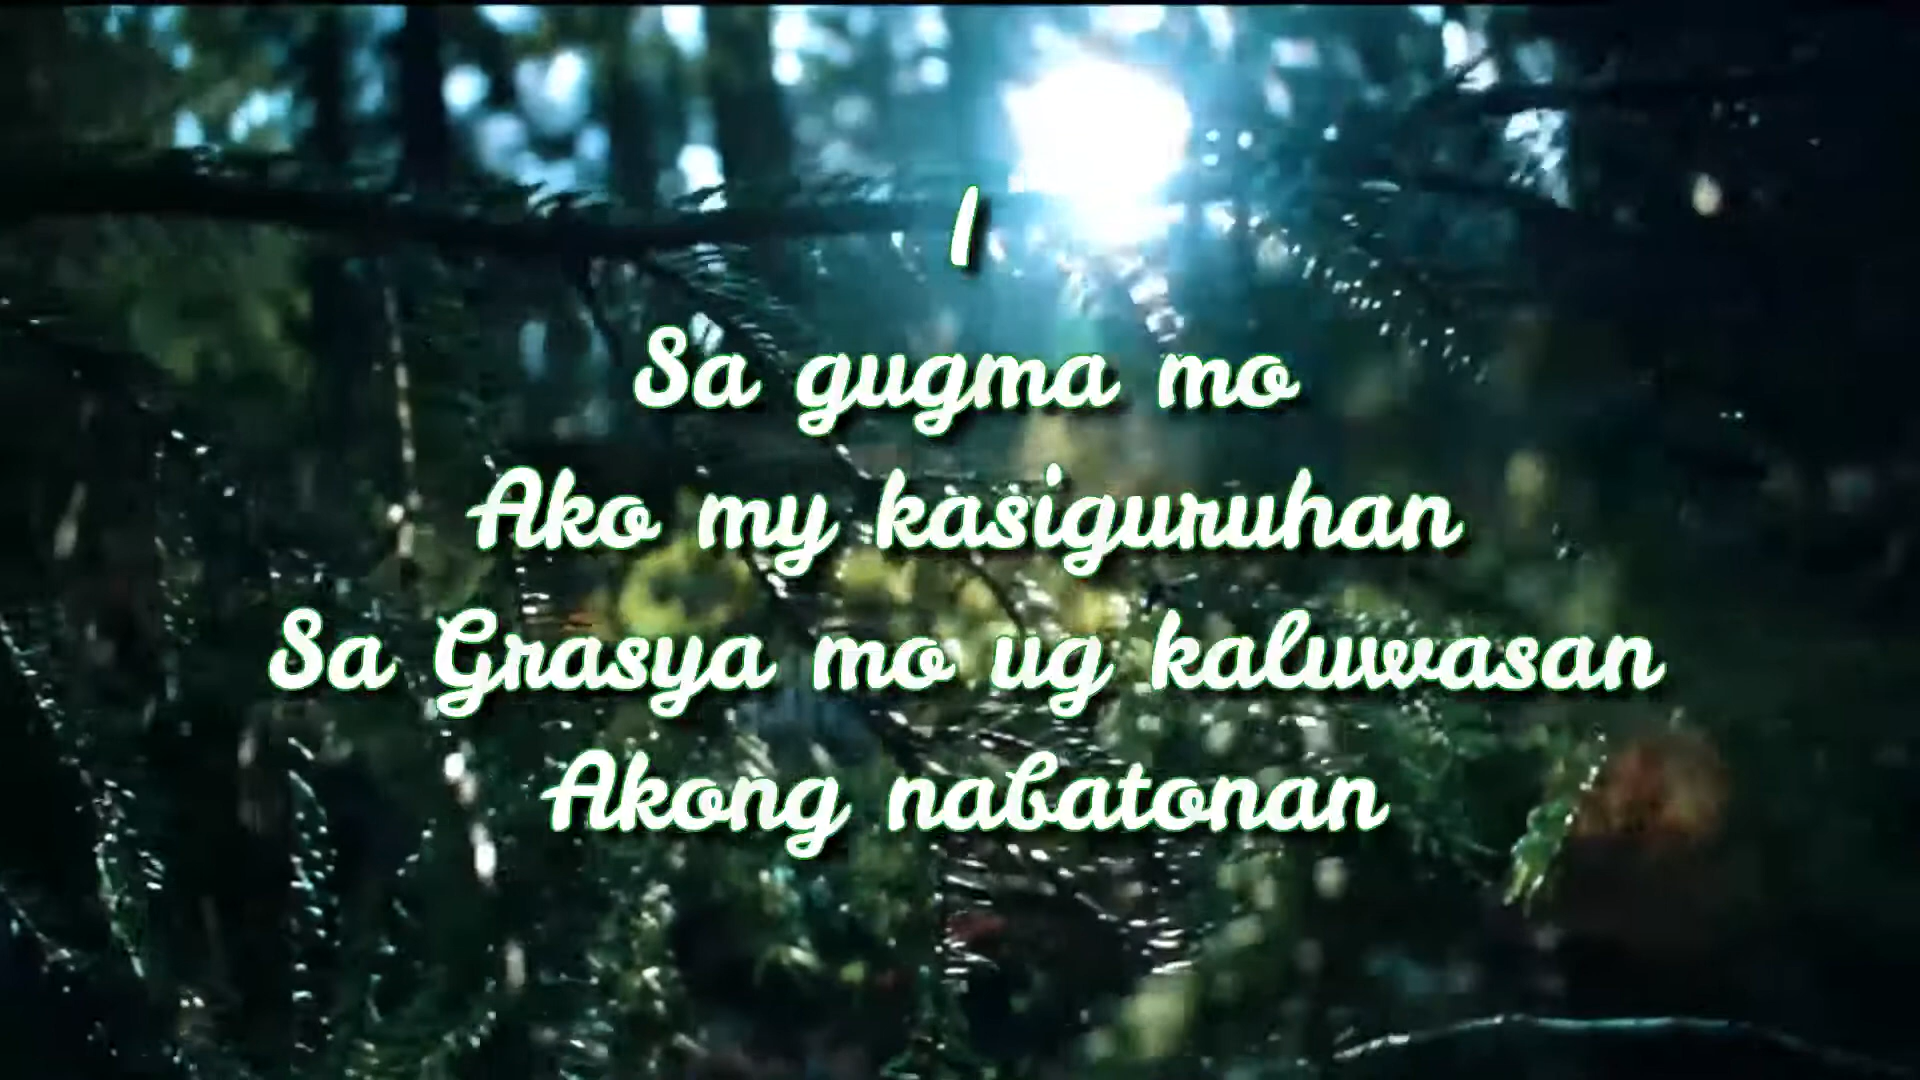 I
Sa gugma mo
Ako my kasiguruhan
Sa Grasya mo ug kaluwasan
Akong nabatonan